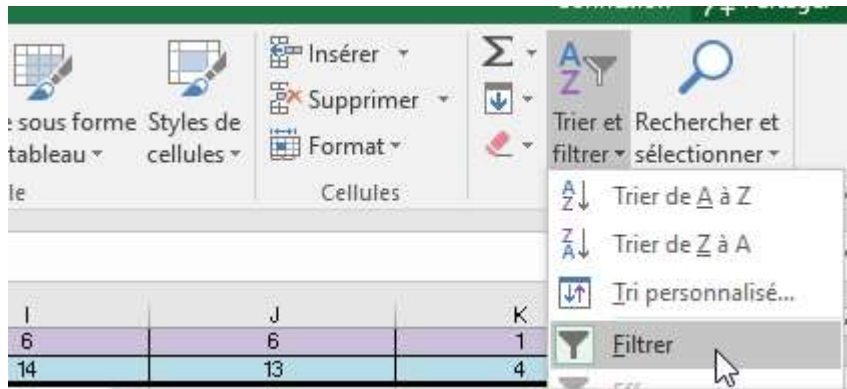 Insérer
Supprimer
Format
sous forme
tableau
Styles de
cellules
Cellules
Trier et
filtrer
Rechercher et
sélectionner
Trier de A à Z
Trier de Z à A
Tri personnalisé...
Filtrer
I J K
6 6 1
14 13 4